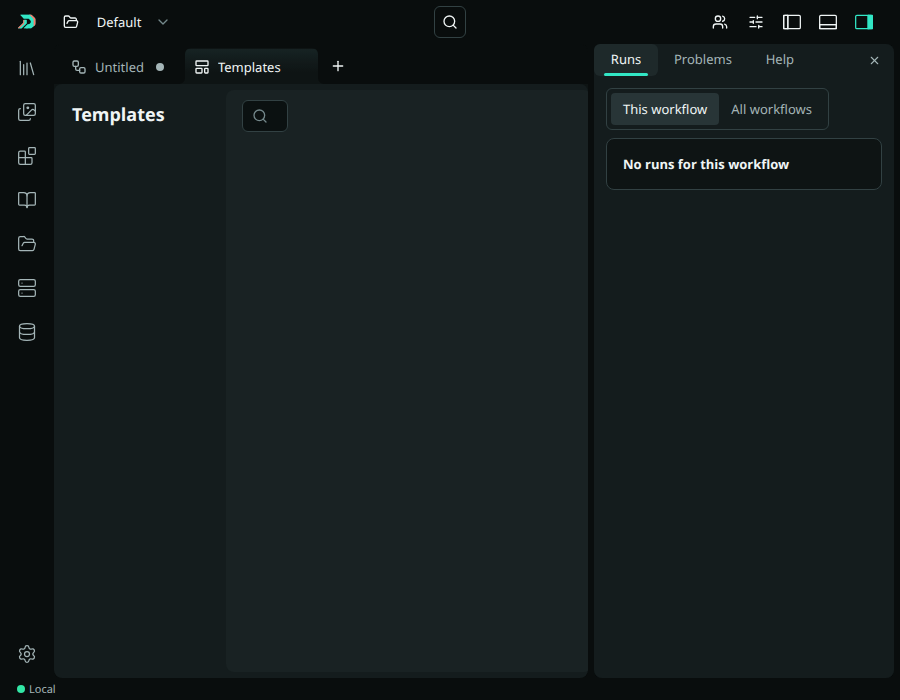 Default
Untitled
Templates
Templates
Runs
Problems
Help
This workflow
All workflows
No runs for this workflow
Local